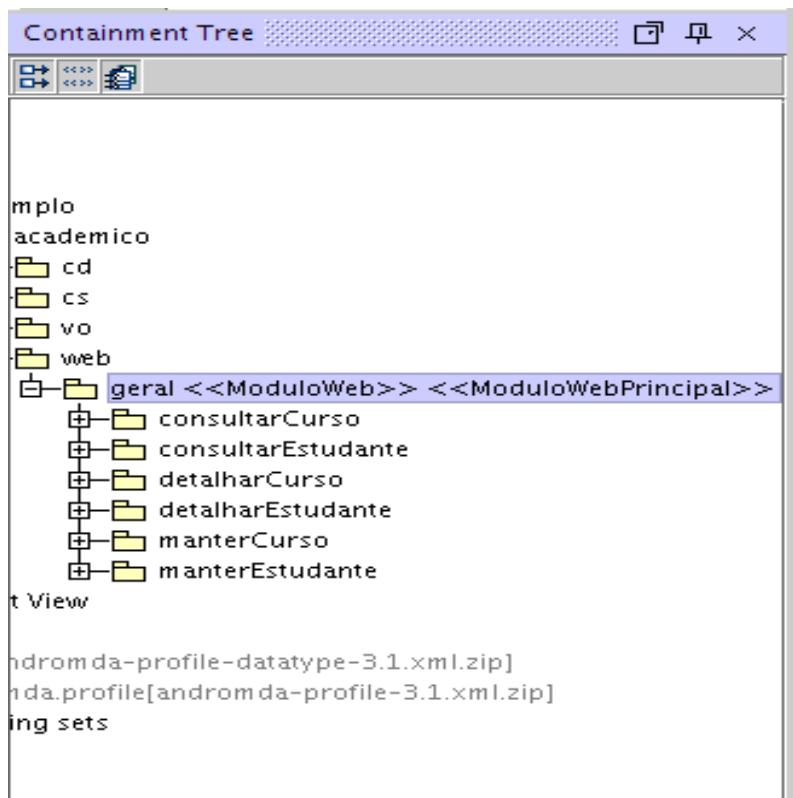 Containment Tree
mplo
academico
cd
cs
vo
web
geral <<ModuloWeb>> <<ModuloWebPrincipal>>
consultarCurso
consultarEstudante
detalharCurso
detalharEstudante
manterCurso
manterEstudante
t View
ndromda-profile-datatype-3.1.xml.zip]
mda.profile[andromda-profile-3.1.xml.zip]
ing sets